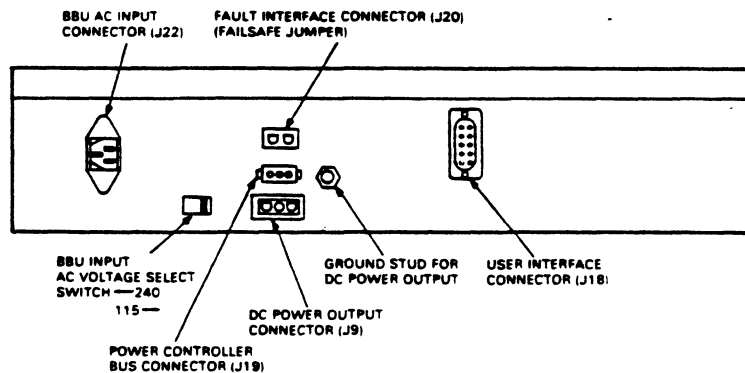 BBU AC INPUT
CONNECTOR (J22)
FAULT INTERFACE CONNECTOR (J20)
(FAILSAFE JUMPER)
BBU INPUT
AC VOLTAGE SELECT
SWITCH ←240
115→
GROUND STUD FOR
DC POWER OUTPUT
USER INTERFACE
CONNECTOR (J18)
DC POWER OUTPUT
CONNECTOR (J9)
POWER CONTROLLER
BUS CONNECTOR (J19)